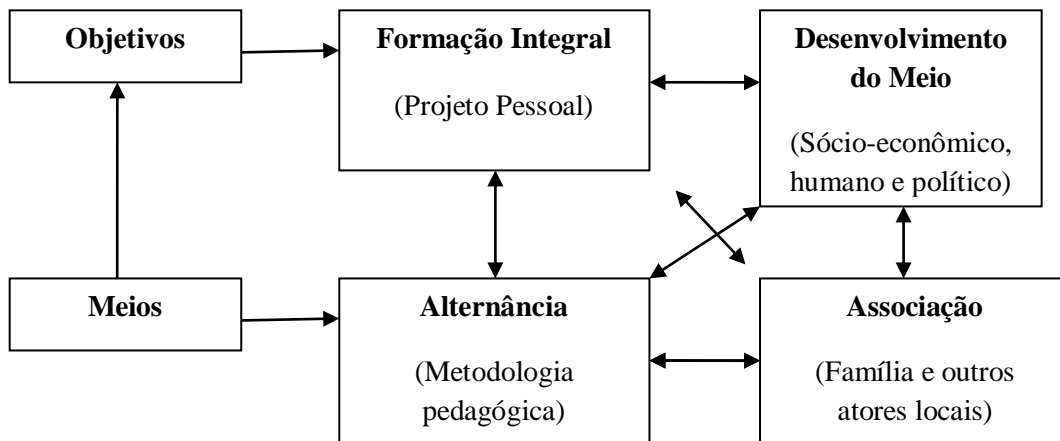 Objetivos
Formação Integral
(Projeto Pessoal)
Desenvolvimento
do Meio
(Sócio-econômico,
humano e político)
Meios
Alternância
(Metodologia
pedagógica)
Associação
(Família e outros
atores locais)